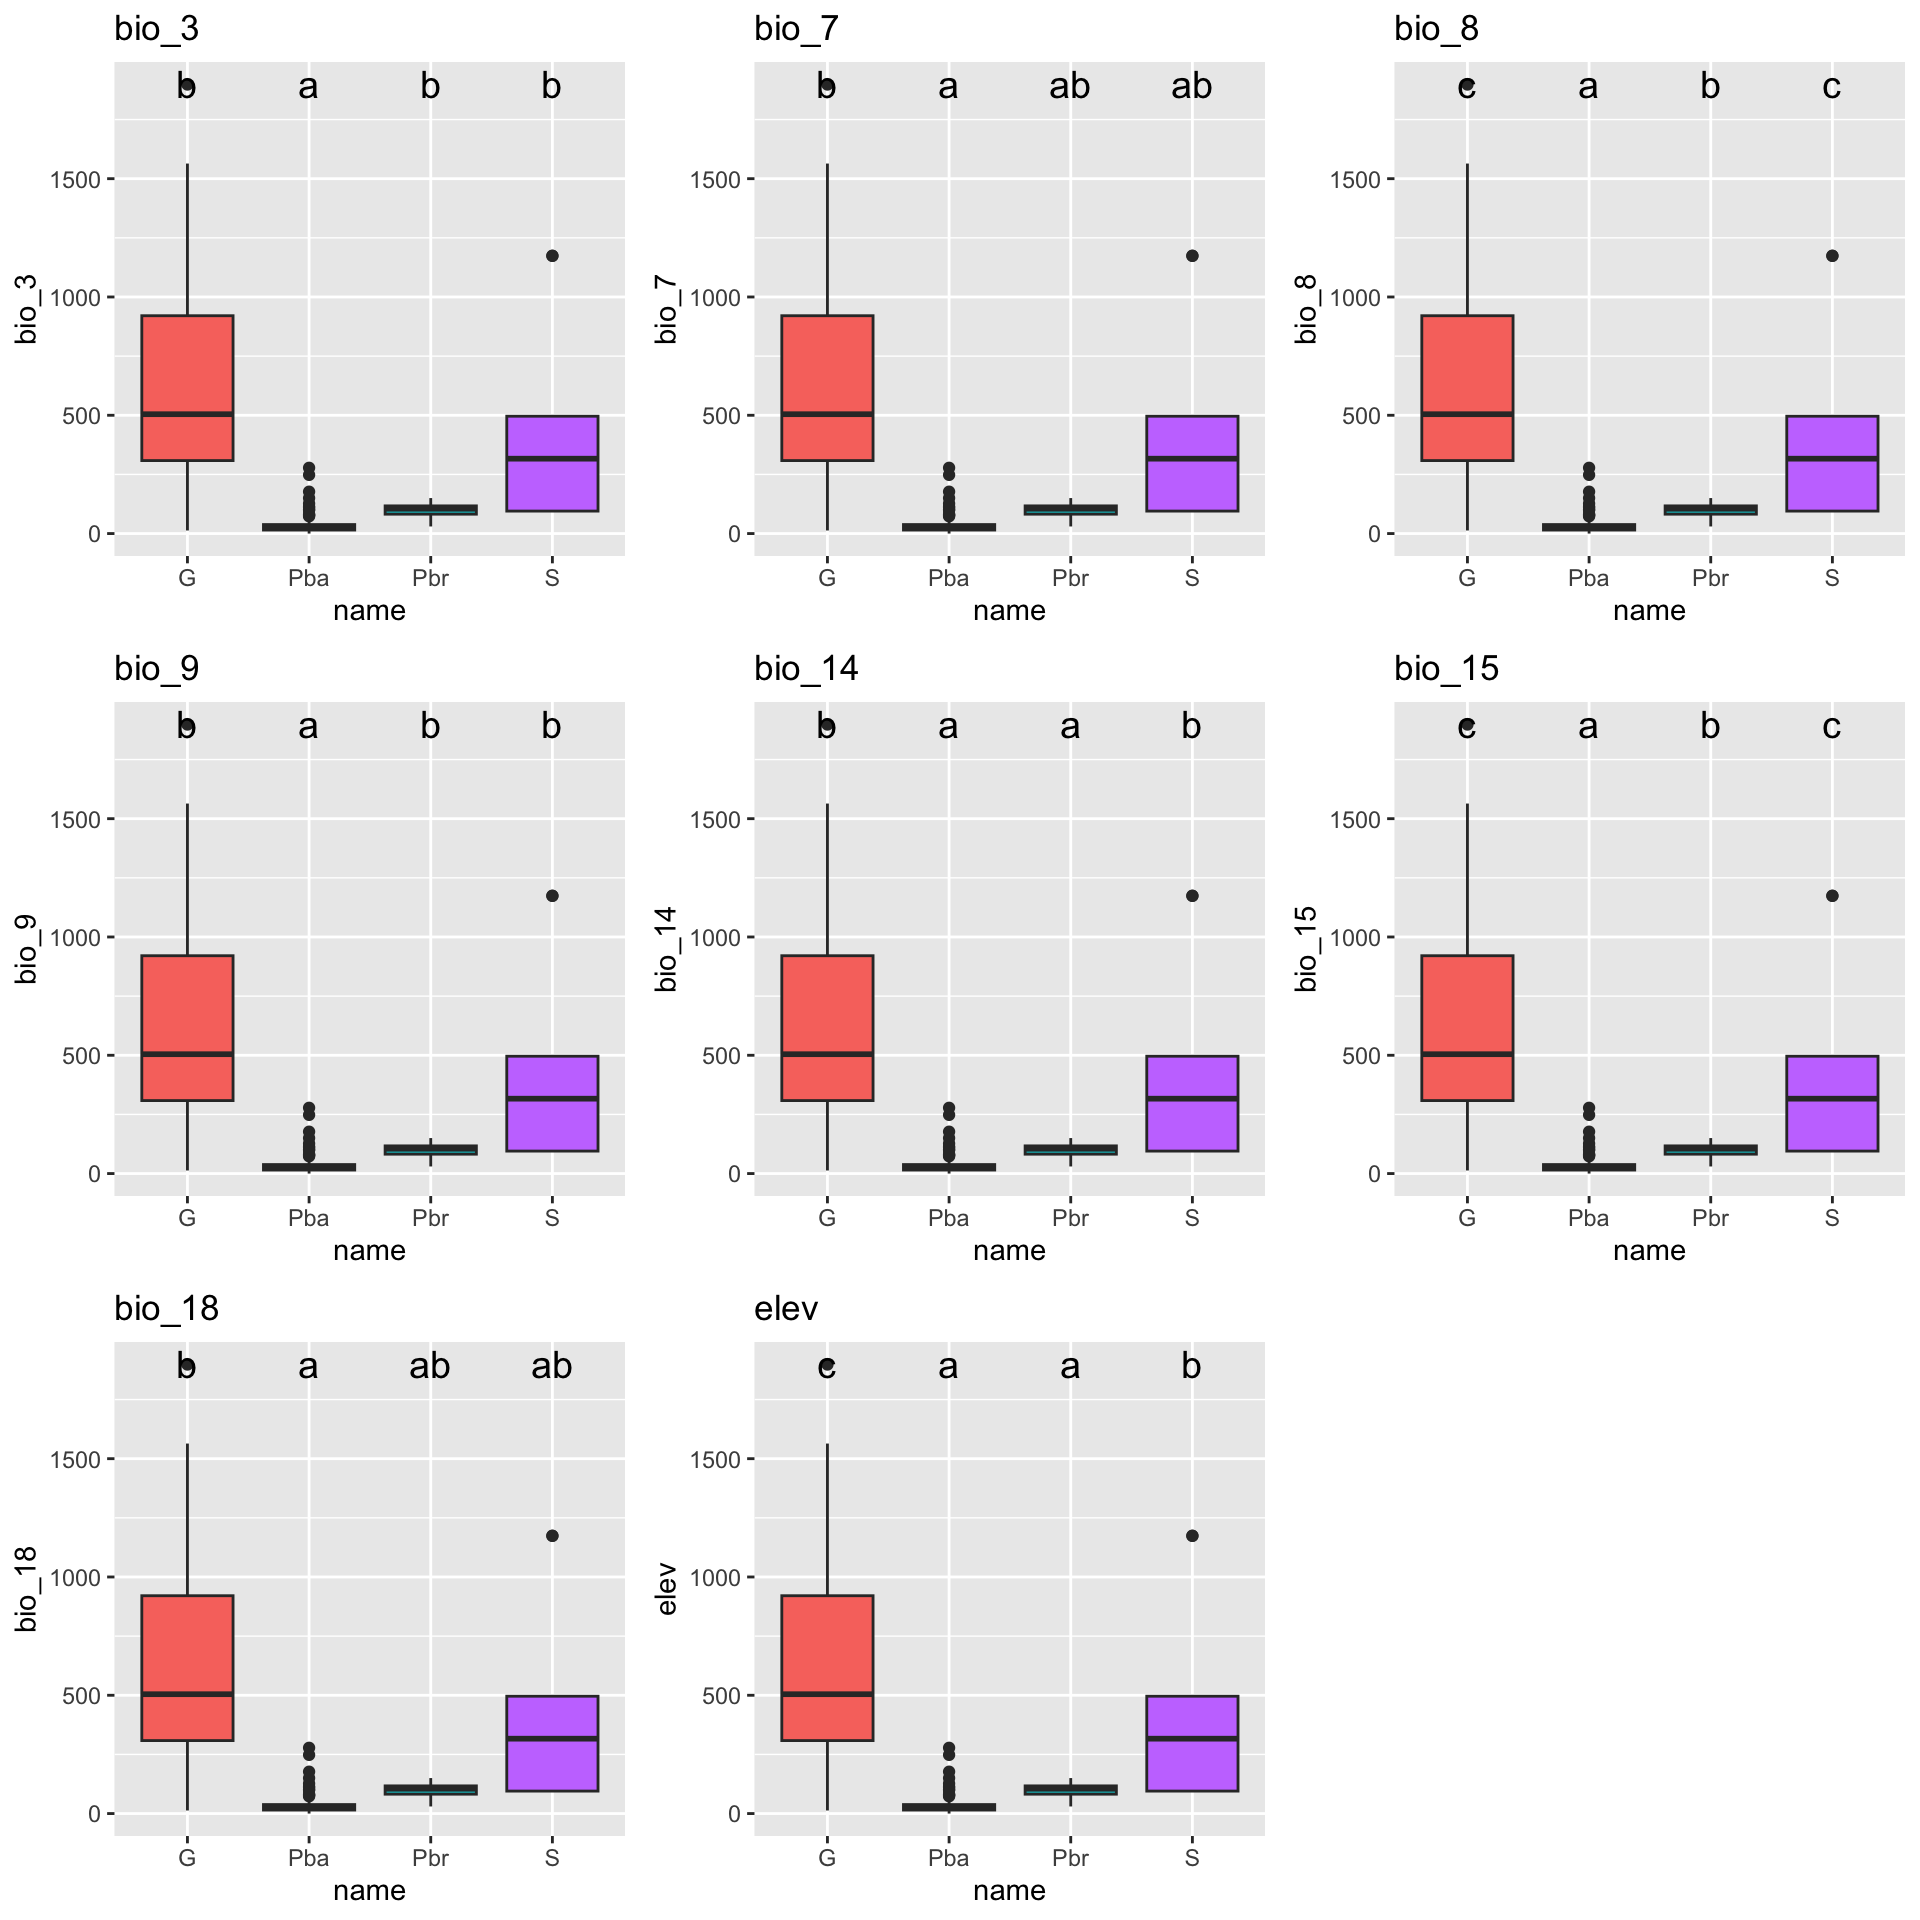 bio_3
b a b b
1500
1000
500
0
bio_3
G Pba Pbr S
name
bio_7
b a ab ab
1500
1000
500
0
bio_7
G Pba Pbr S
name
bio_8
c a b c
1500
1000
500
0
bio_8
G Pba Pbr S
name
bio_9
b a b b
1500
1000
500
0
bio_9
G Pba Pbr S
name
bio_14
b a a b
1500
1000
500
0
bio_14
G Pba Pbr S
name
bio_15
c a b c
1500
1000
500
0
bio_15
G Pba Pbr S
name
bio_18
b a ab ab
1500
1000
500
0
bio_18
G Pba Pbr S
name
elev
c a a b
1500
1000
500
0
elev
G Pba Pbr S
name